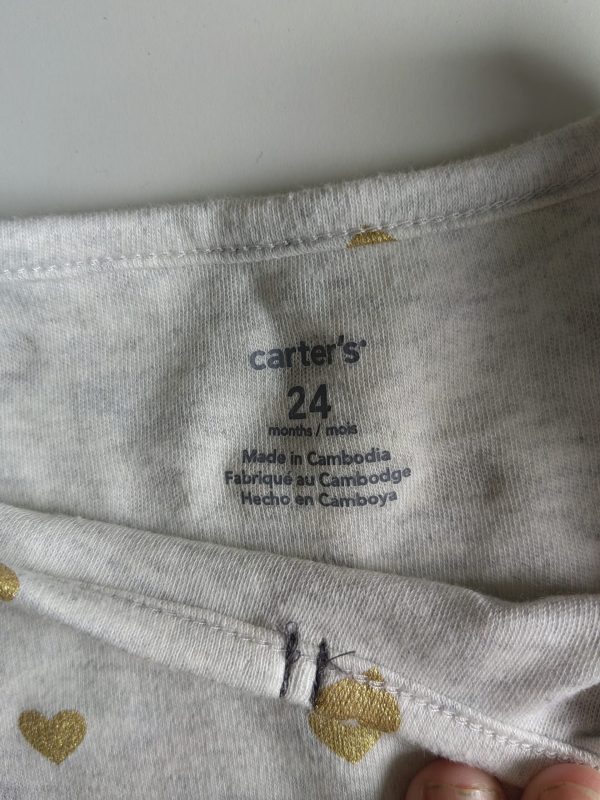 carter's
24
months / mois
Made in Cambodia
Fabriqué au Cambodge
Hecho en Camboya